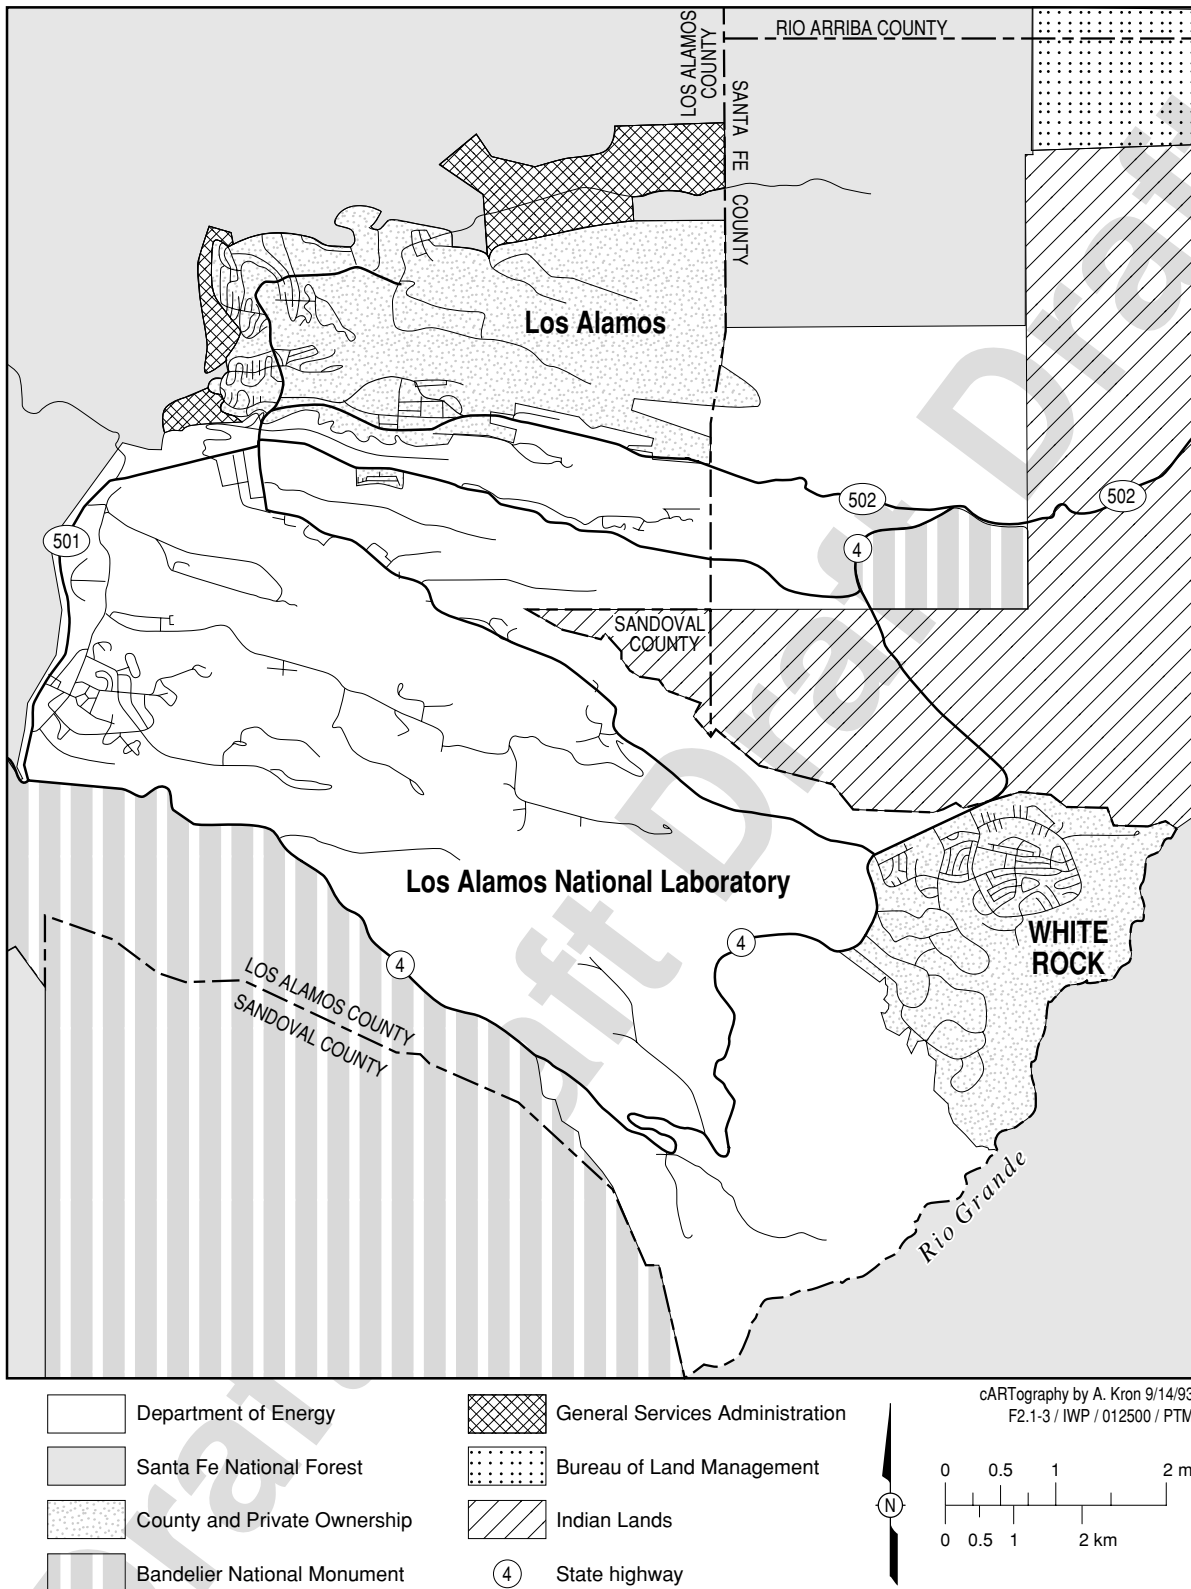 RIO ARRIBA COUNTY
LOS ALAMOS
COUNTY
SANTA FE COUNTY
Los Alamos
502
502
501
4
SANDOVAL
COUNTY
Los Alamos National Laboratory
WHITE
ROCK
4
4
LOS ALAMOS COUNTY
SANDOVAL COUNTY
Rio Grande
Draft Draft Draft
Department of Energy
Santa Fe National Forest
County and Private Ownership
Bandelier National Monument
General Services Administration
Bureau of Land Management
Indian Lands
4 State highway
N
cARTography by A. Kron 9/14/93
F2.1-3 / IWP / 012500 / PTM
0 0.5 1 2 m
0 0.5 1 2 km